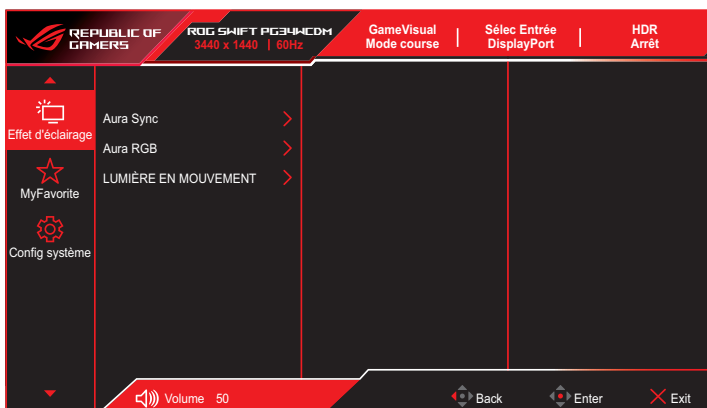 REPUBLIC OF
GAMERS
ROG SWIFT PG34WCDM
3440 x 1440 | 60Hz
GameVisual
Mode course
Sélec Entrée
DisplayPort
HDR
Arrêt
Effet d'éclairage
MyFavorite
Config système
Aura Sync
Aura RGB
LUMIÈRE EN MOUVEMENT
Volume 50
Back
Enter
Exit